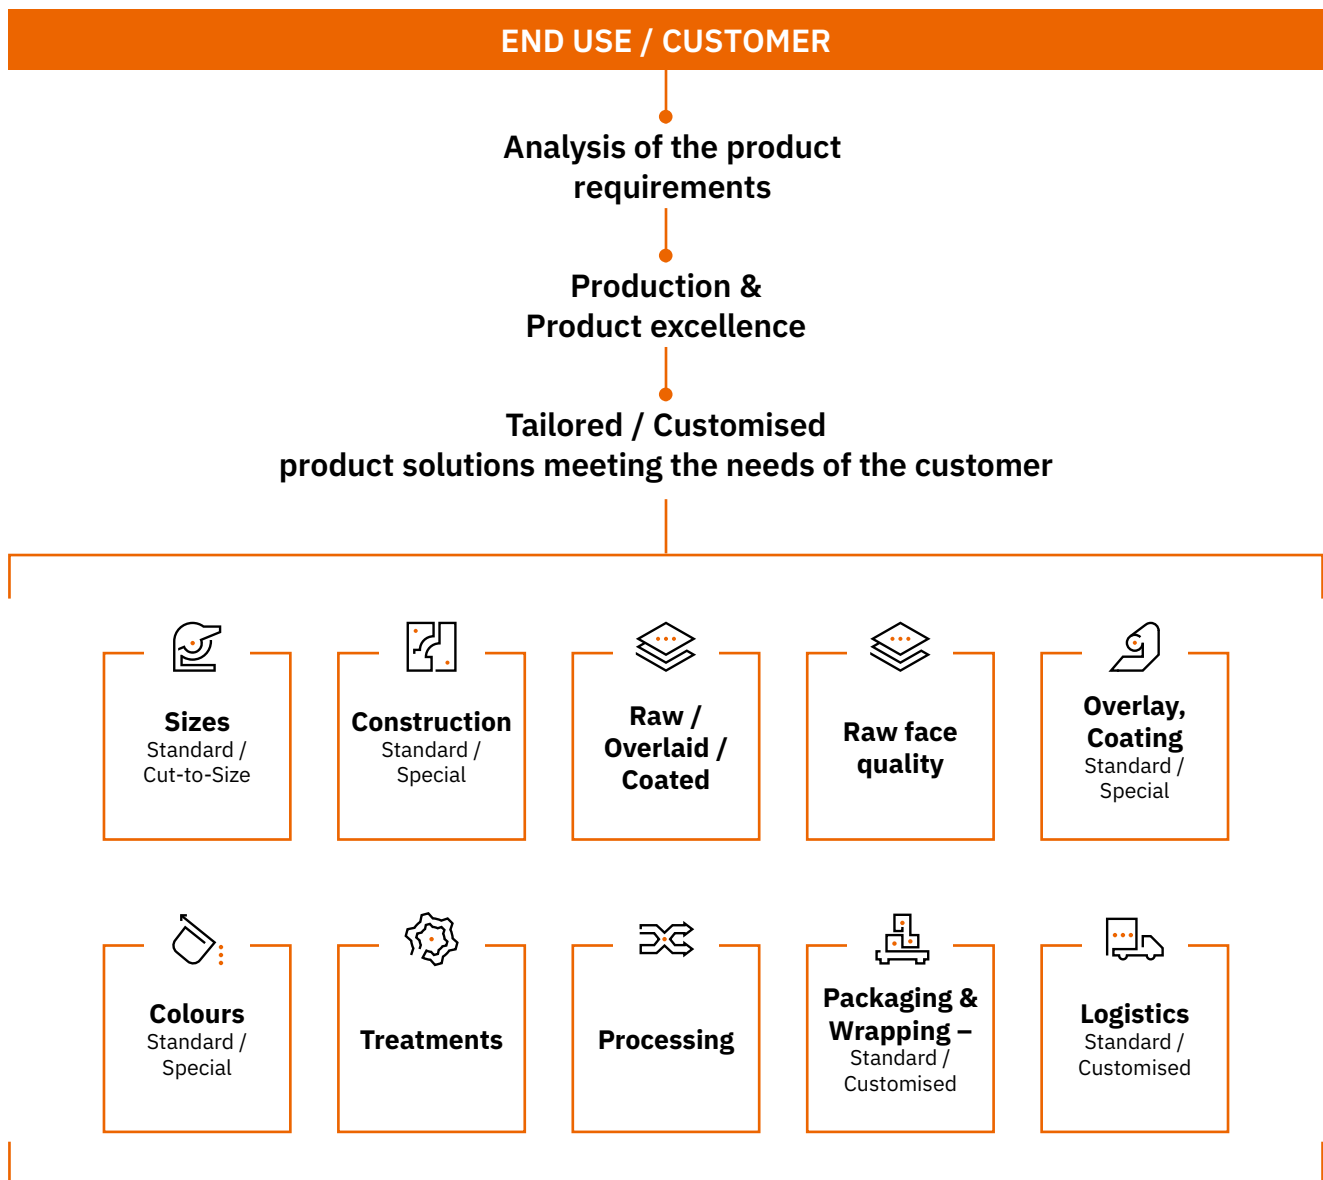 END USE / CUSTOMER
Analysis of the product
requirements
Production &
Product excellence
Tailored / Customised
product solutions meeting the needs of the customer
Sizes
Standard /
Cut-to-Size
Construction
Standard /
Special
Raw /
Overlaid /
Coated
Raw face
quality
Overlay,
Coating
Standard /
Special
Colours
Standard /
Special
Treatments
Processing
Packaging &
Wrapping –
Standard /
Customised
Logistics
Standard /
Customised